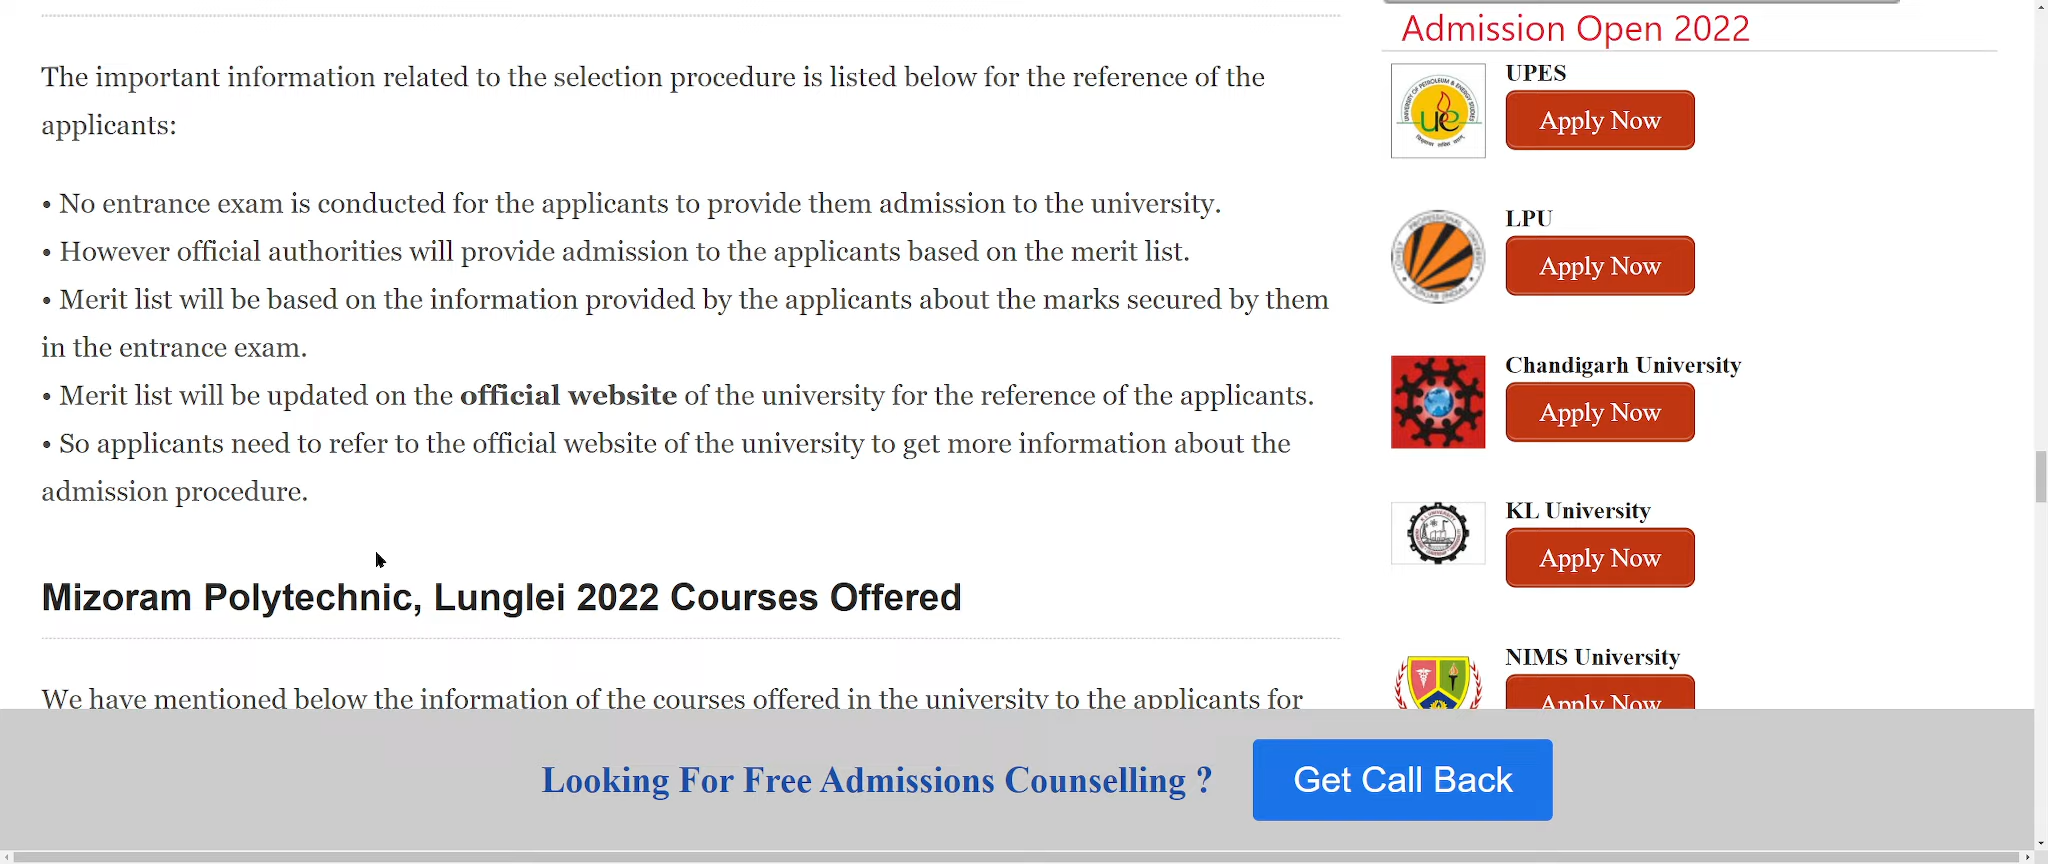 The important information related to the selection procedure is listed below for the reference of the
applicants:
• No entrance exam is conducted for the applicants to provide them admission to the university.
• However official authorities will provide admission to the applicants based on the merit list.
• Merit list will be based on the information provided by the applicants about the marks secured by them
in the entrance exam.
• Merit list will be updated on the official website of the university for the reference of the applicants.
• So applicants need to refer to the official website of the university to get more information about the
admission procedure.
Mizoram Polytechnic, Lunglei 2022 Courses Offered
We have mentioned below the information of the courses offered in the university to the applicants for
Admission Open 2022
UPES
Apply Now
LPU
Apply Now
Chandigarh University
Apply Now
KL University
Apply Now
NIMS University
Apply Now
Looking For Free Admissions Counselling ?
Get Call Back